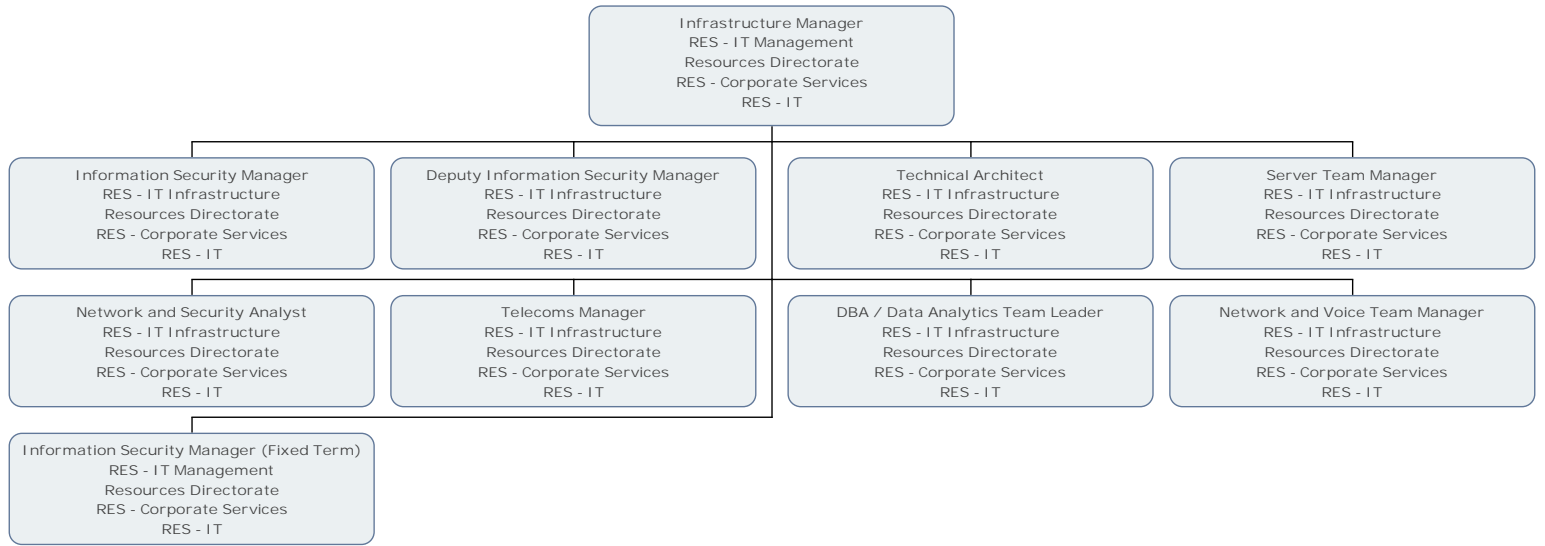 Infrastructure Manager
RES - IT Management
Resources Directorate
RES - Corporate Services
RES - IT
Information Security Manager
RES - IT Infrastructure
Resources Directorate
RES - Corporate Services
RES - IT
Deputy Information Security Manager
RES - IT Infrastructure
Resources Directorate
RES - Corporate Services
RES - IT
Technical Architect
RES - IT Infrastructure
Resources Directorate
RES - Corporate Services
RES - IT
Server Team Manager
RES - IT Infrastructure
Resources Directorate
RES - Corporate Services
RES - IT
Network and Security Analyst
RES - IT Infrastructure
Resources Directorate
RES - Corporate Services
RES - IT
Telecoms Manager
RES - IT Infrastructure
Resources Directorate
RES - Corporate Services
RES - IT
DBA / Data Analytics Team Leader
RES - IT Infrastructure
Resources Directorate
RES - Corporate Services
RES - IT
Network and Voice Team Manager
RES - IT Infrastructure
Resources Directorate
RES - Corporate Services
RES - IT
Information Security Manager (Fixed Term)
RES - IT Management
Resources Directorate
RES - Corporate Services
RES - IT